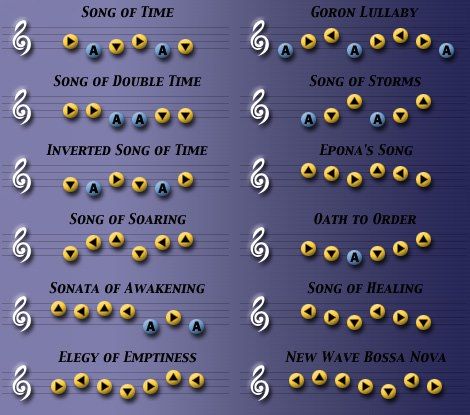 Song of Time
A A
Song of Double Time
A A
Inverted Song of Time
A A
Song of Soaring
Sonata of Awakening
A A
Elegy of Emptiness
Goron Lullaby
A A A
Song of Storms
A A
Epona's Song
Oath to Order
A
Song of Healing
New Wave Bossa Nova